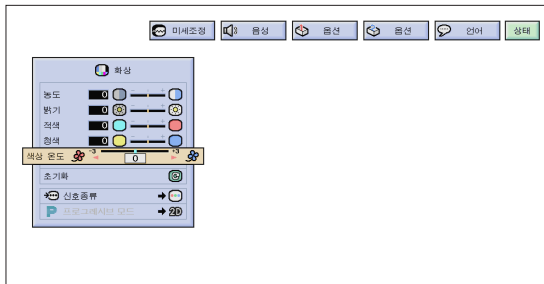 미세조정 음성 옵션 옵션 언어 상태
화상
농도 0 - +
밝기 0 - +
적색 0 - +
청색 0 - +
색상 온도 -3 0 +3
초기화
신호종류
P 프로그레시브 모드 2D